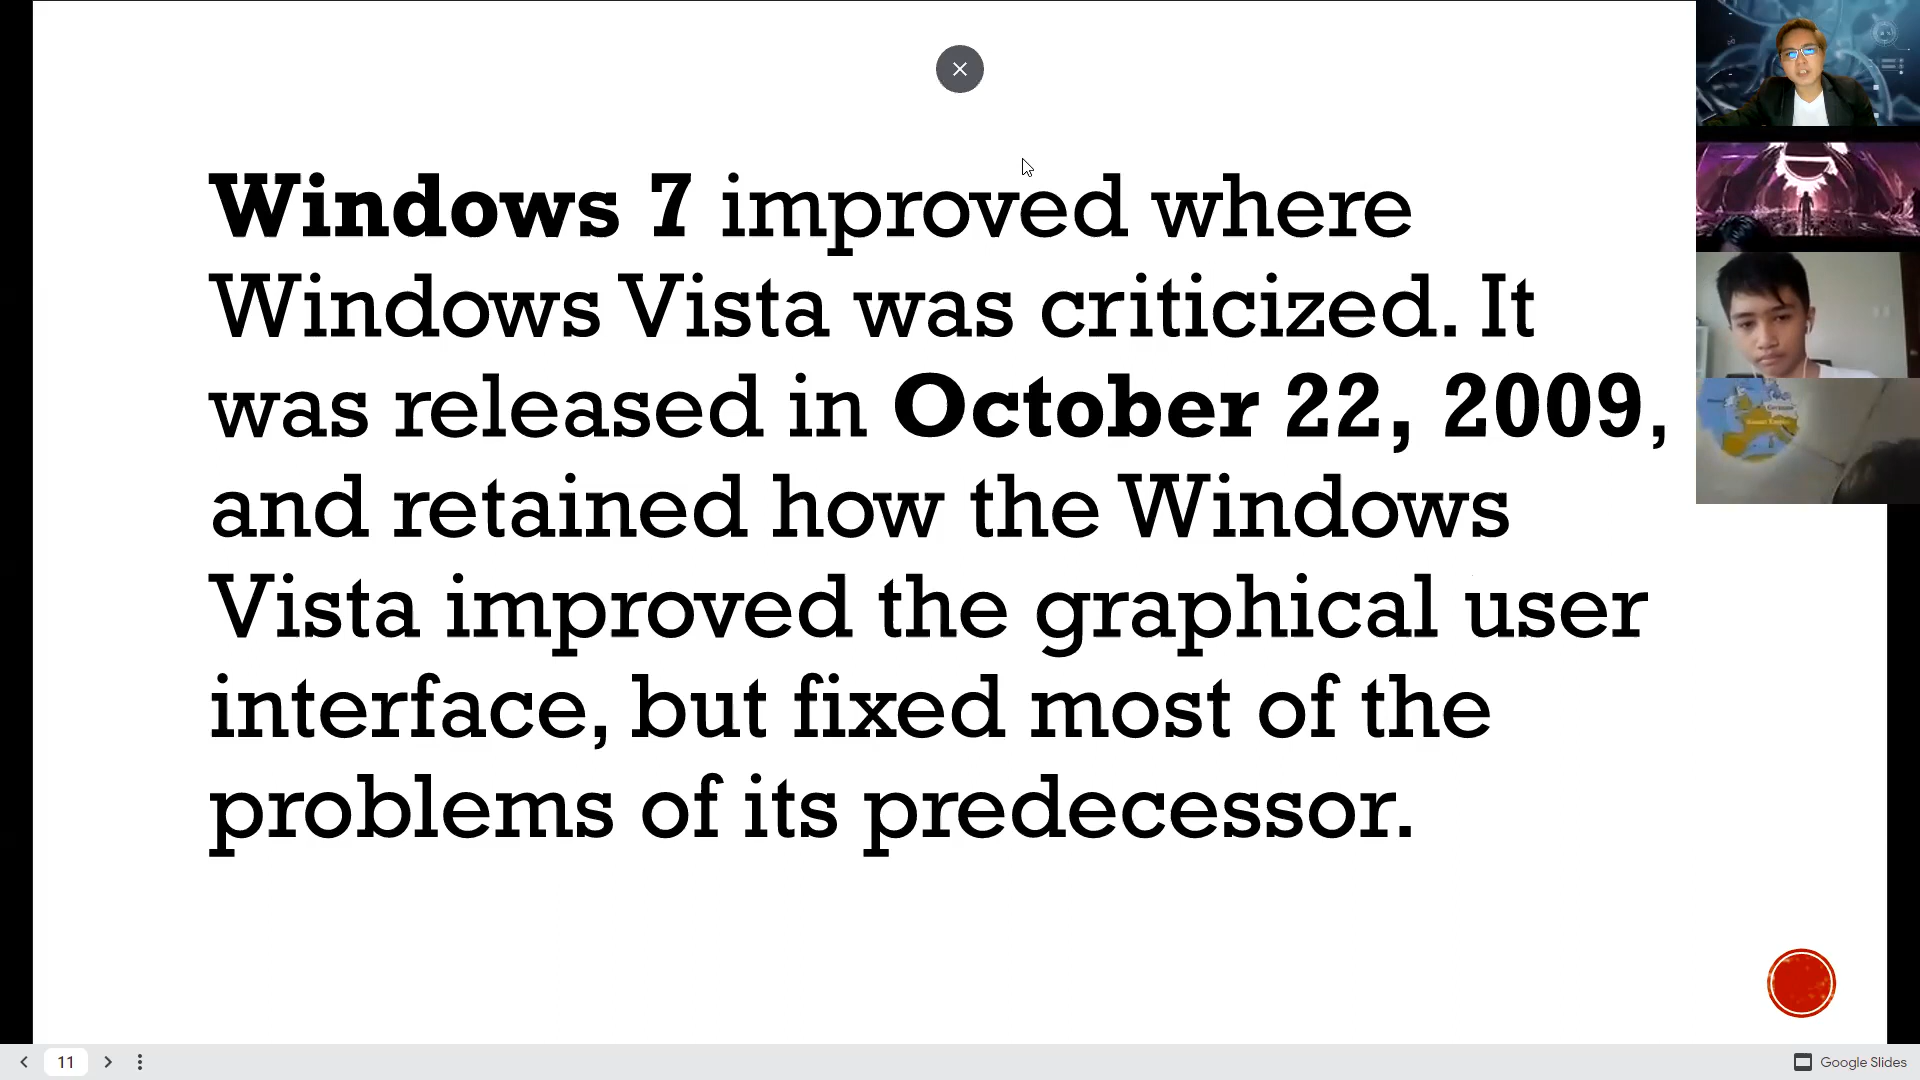 Windows 7 improved where
Windows Vista was criticized. It
was released in October 22, 2009,
and retained how the Windows
Vista improved the graphical user
interface, but fixed most of the
problems of its predecessor.
11
Google Slides